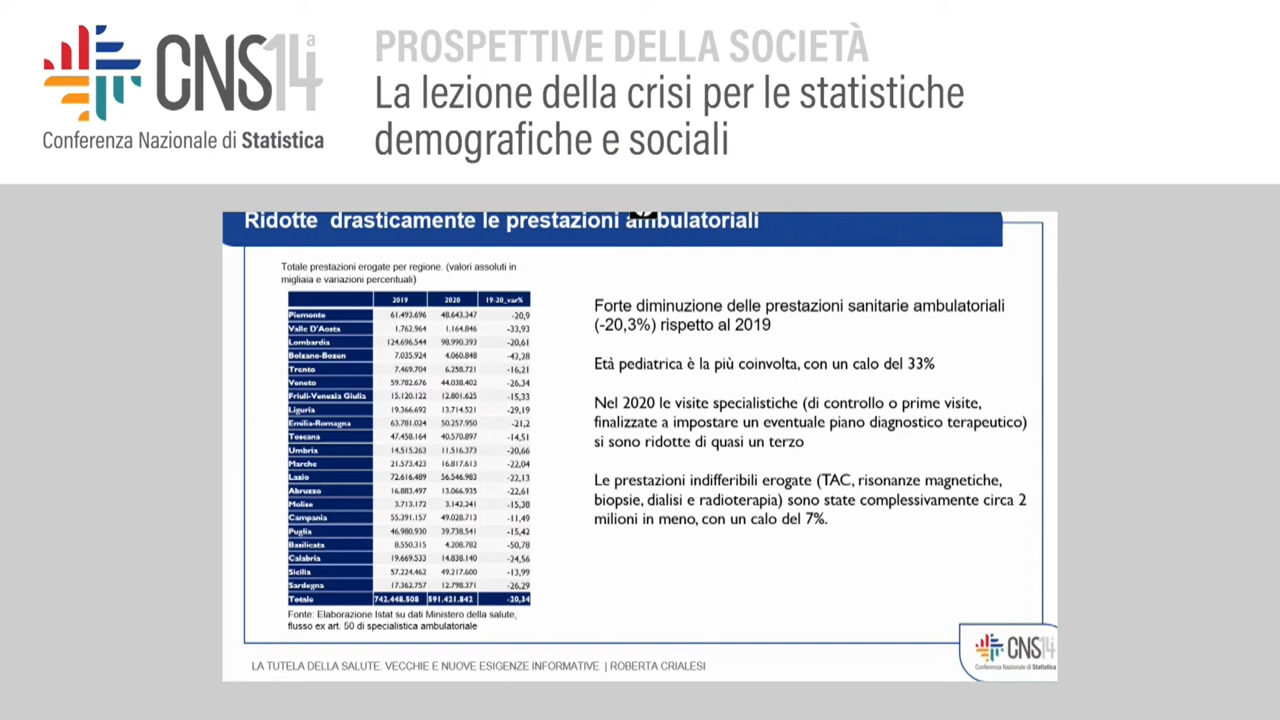 CNS14ª
Conferenza Nazionale di Statistica
PROSPETTIVE DELLA SOCIETÀ
La lezione della crisi per le statistiche
demografiche e sociali
Ridotte drasticamente le prestazioni ambulatoriali
Totale prestazioni erogate per regione. (valori assoluti in
migliaia e variazioni percentuali)
2019 2020 19-20_var%
Piemonte 61.493.696 48.643.347 -20,9
Valle D'Aosta 1.762.964 1.164.846 -33,93
Lombardia 124.696.544 98.990.393 -20,61
Bolzano-Bozen 7.035.924 4.060.848 -42,28
Trento 7.469.704 6.258.721 -16,21
Veneto 59.782.676 44.038.402 -26,34
Friuli-Venezia Giulia 15.120.122 12.801.625 -15,33
Liguria 19.366.692 13.714.521 -29,19
Emilia-Romagna 63.781.024 50.257.950 -21,2
Toscana 47.458.164 40.570.897 -14,51
Umbria 14.515.263 11.516.373 -20,66
Marche 21.573.423 16.817.613 -22,04
Lazio 72.616.489 56.546.983 -22,13
Abruzzo 16.883.497 13.066.935 -22,61
Molise 3.713.172 3.142.241 -15,38
Campania 55.391.157 49.028.713 -11,49
Puglia 46.980.930 39.738.541 -15,42
Basilicata 8.550.315 4.208.782 -50,78
Calabria 19.669.533 14.838.140 -24,56
Sicilia 57.224.462 49.217.600 -13,99
Sardegna 17.362.757 12.798.371 -26,29
Totale 742.448.508 591.421.842 -20,34
Fonte: Elaborazione Istat su dati Ministero della salute,
flusso ex art. 50 di specialistica ambulatoriale
Forte diminuzione delle prestazioni sanitarie ambulatoriali
(-20,3%) rispetto al 2019
Età pediatrica è la più coinvolta, con un calo del 33%
Nel 2020 le visite specialistiche (di controllo o prime visite,
finalizzate a impostare un eventuale piano diagnostico terapeutico)
si sono ridotte di quasi un terzo
Le prestazioni indifferibili erogate (TAC, risonanze magnetiche,
biopsie, dialisi e radioterapia) sono state complessivamente circa 2
milioni in meno, con un calo del 7%.
LA TUTELA DELLA SALUTE: VECCHIE E NUOVE ESIGENZE INFORMATIVE | ROBERTA CRIALESI
CNS14
Conferenza Nazionale di Statistica